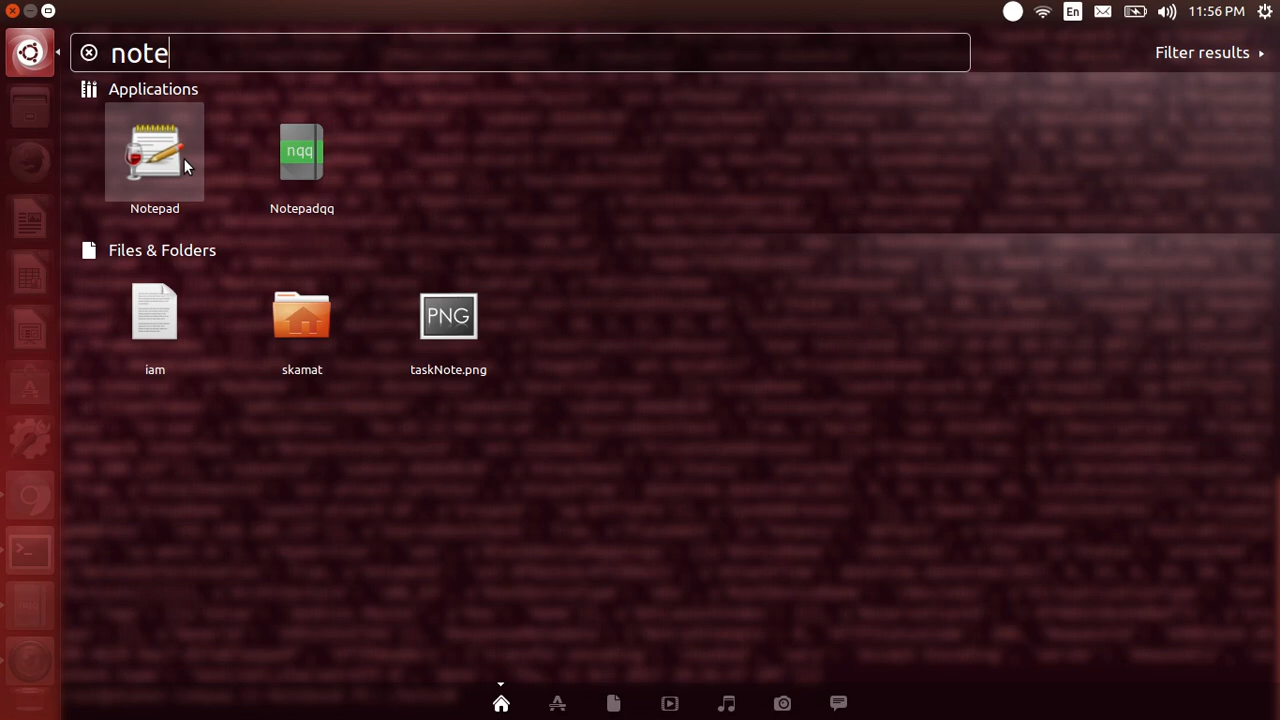 En 11:56 PM
note
Filter results
Applications
nqq
Notepad Notepadqq
Files & Folders
PNG
iam skamat taskNote.png